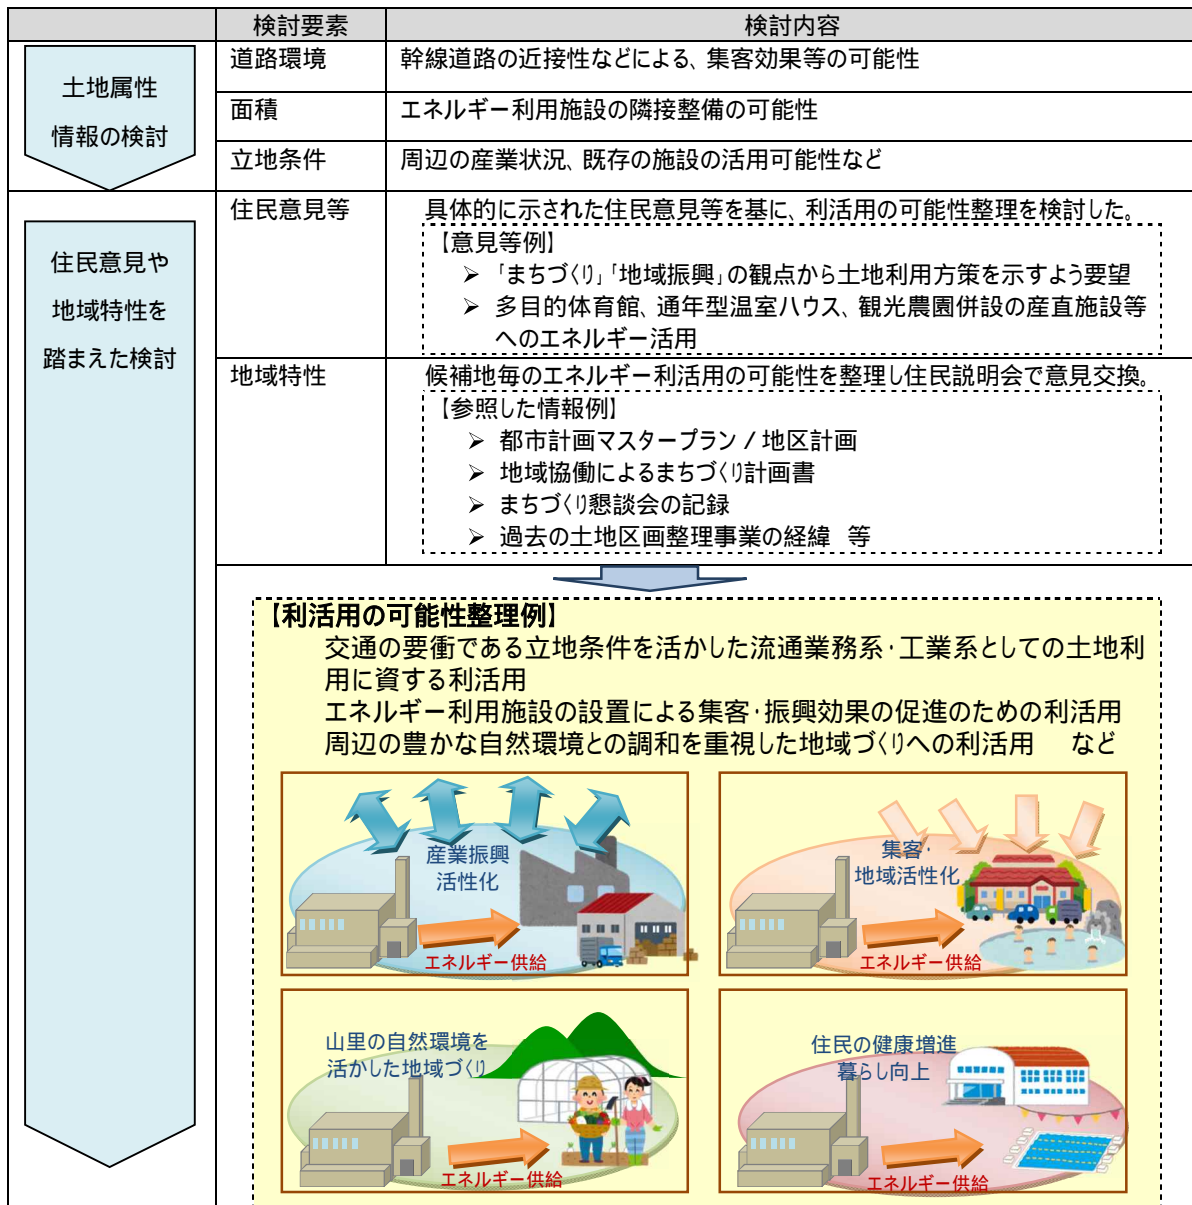 検討要素
検討内容
土地属性
情報の検討
道路環境
幹線道路の近接性などによる、集客効果等の可能性
面積
エネルギー利用施設の隣接整備の可能性
立地条件
周辺の産業状況、既存の施設の活用可能性など
住民意見や
地域特性を
踏まえた検討
住民意見等
具体的に示された住民意見等を基に、利活用の可能性整理を検討した。
【意見等例】
➢ 「まちづくり」「地域振興」の観点から土地利用方策を示すよう要望
➢ 多目的体育館、通年型温室ハウス、観光農園併設の産直施設等
へのエネルギー活用
地域特性
候補地毎のエネルギー利活用の可能性を整理し住民説明会で意見交換。
【参照した情報例】
➢ 都市計画マスタープラン / 地区計画
➢ 地域協働によるまちづくり計画書
➢ まちづくり懇談会の記録
➢ 過去の土地区画整理事業の経緯 等
【利活用の可能性整理例】
交通の要衝である立地条件を活かした流通業務系・工業系としての土地利
用に資する利活用
エネルギー利用施設の設置による集客・振興効果の促進のための利活用
周辺の豊かな自然環境との調和を重視した地域づくりへの利活用 など
産業振興
活性化
エネルギー供給
集客・
地域活性化
エネルギー供給
山里の自然環境を
活かした地域づくり
エネルギー供給
住民の健康増進
暮らし向上
エネルギー供給